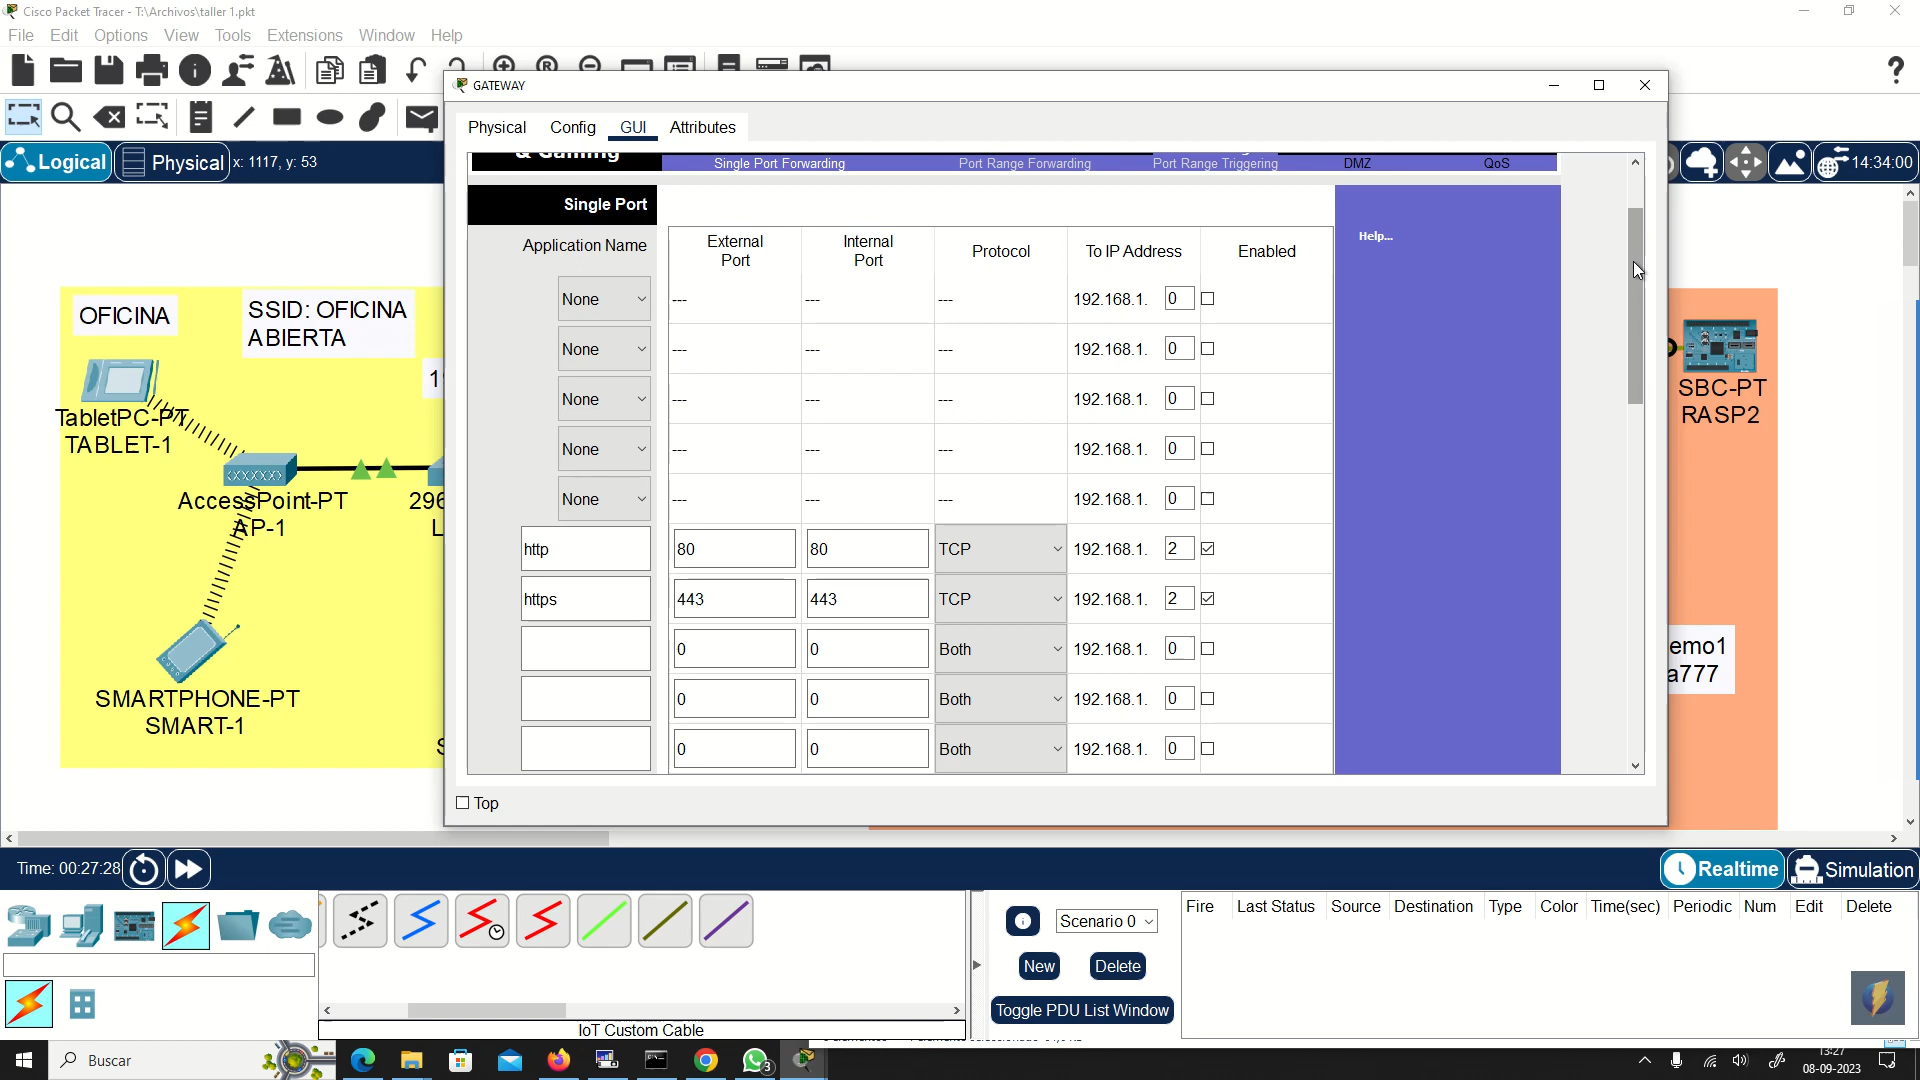 Cisco Packet Tracer - T:\Archivos\taller 1.pkt
File Edit Options View Tools Extensions Window Help
GATEWAY
Physical Config GUI Attributes
Logical Physical x: 1117, y: 53
14:34:00
& Gaming
Single Port Forwarding Port Range Forwarding Port Range Triggering DMZ QoS
Single Port
Help...
Application Name External Port Internal Port Protocol To IP Address Enabled
None --- --- --- 192.168.1. 0
None --- --- --- 192.168.1. 0
None --- --- --- 192.168.1. 0
None --- --- --- 192.168.1. 0
None --- --- --- 192.168.1. 0
http 80 80 TCP 192.168.1. 2
https 443 443 TCP 192.168.1. 2
0 0 Both 192.168.1. 0
0 0 Both 192.168.1. 0
0 0 Both 192.168.1. 0
Top
OFICINA
SSID: OFICINA
ABIERTA
1
TabletPC-PT
TABLET-1
AccessPoint-PT
AP-1
296
L
SMARTPHONE-PT
SMART-1
S
SBC-PT
RASP2
emo1
a777
Time: 00:27:28
Realtime Simulation
Scenario 0
New Delete
Toggle PDU List Window
Fire Last Status Source Destination Type Color Time(sec) Periodic Num Edit Delete
IoT Custom Cable
Buscar
3
13:27
08-09-2023